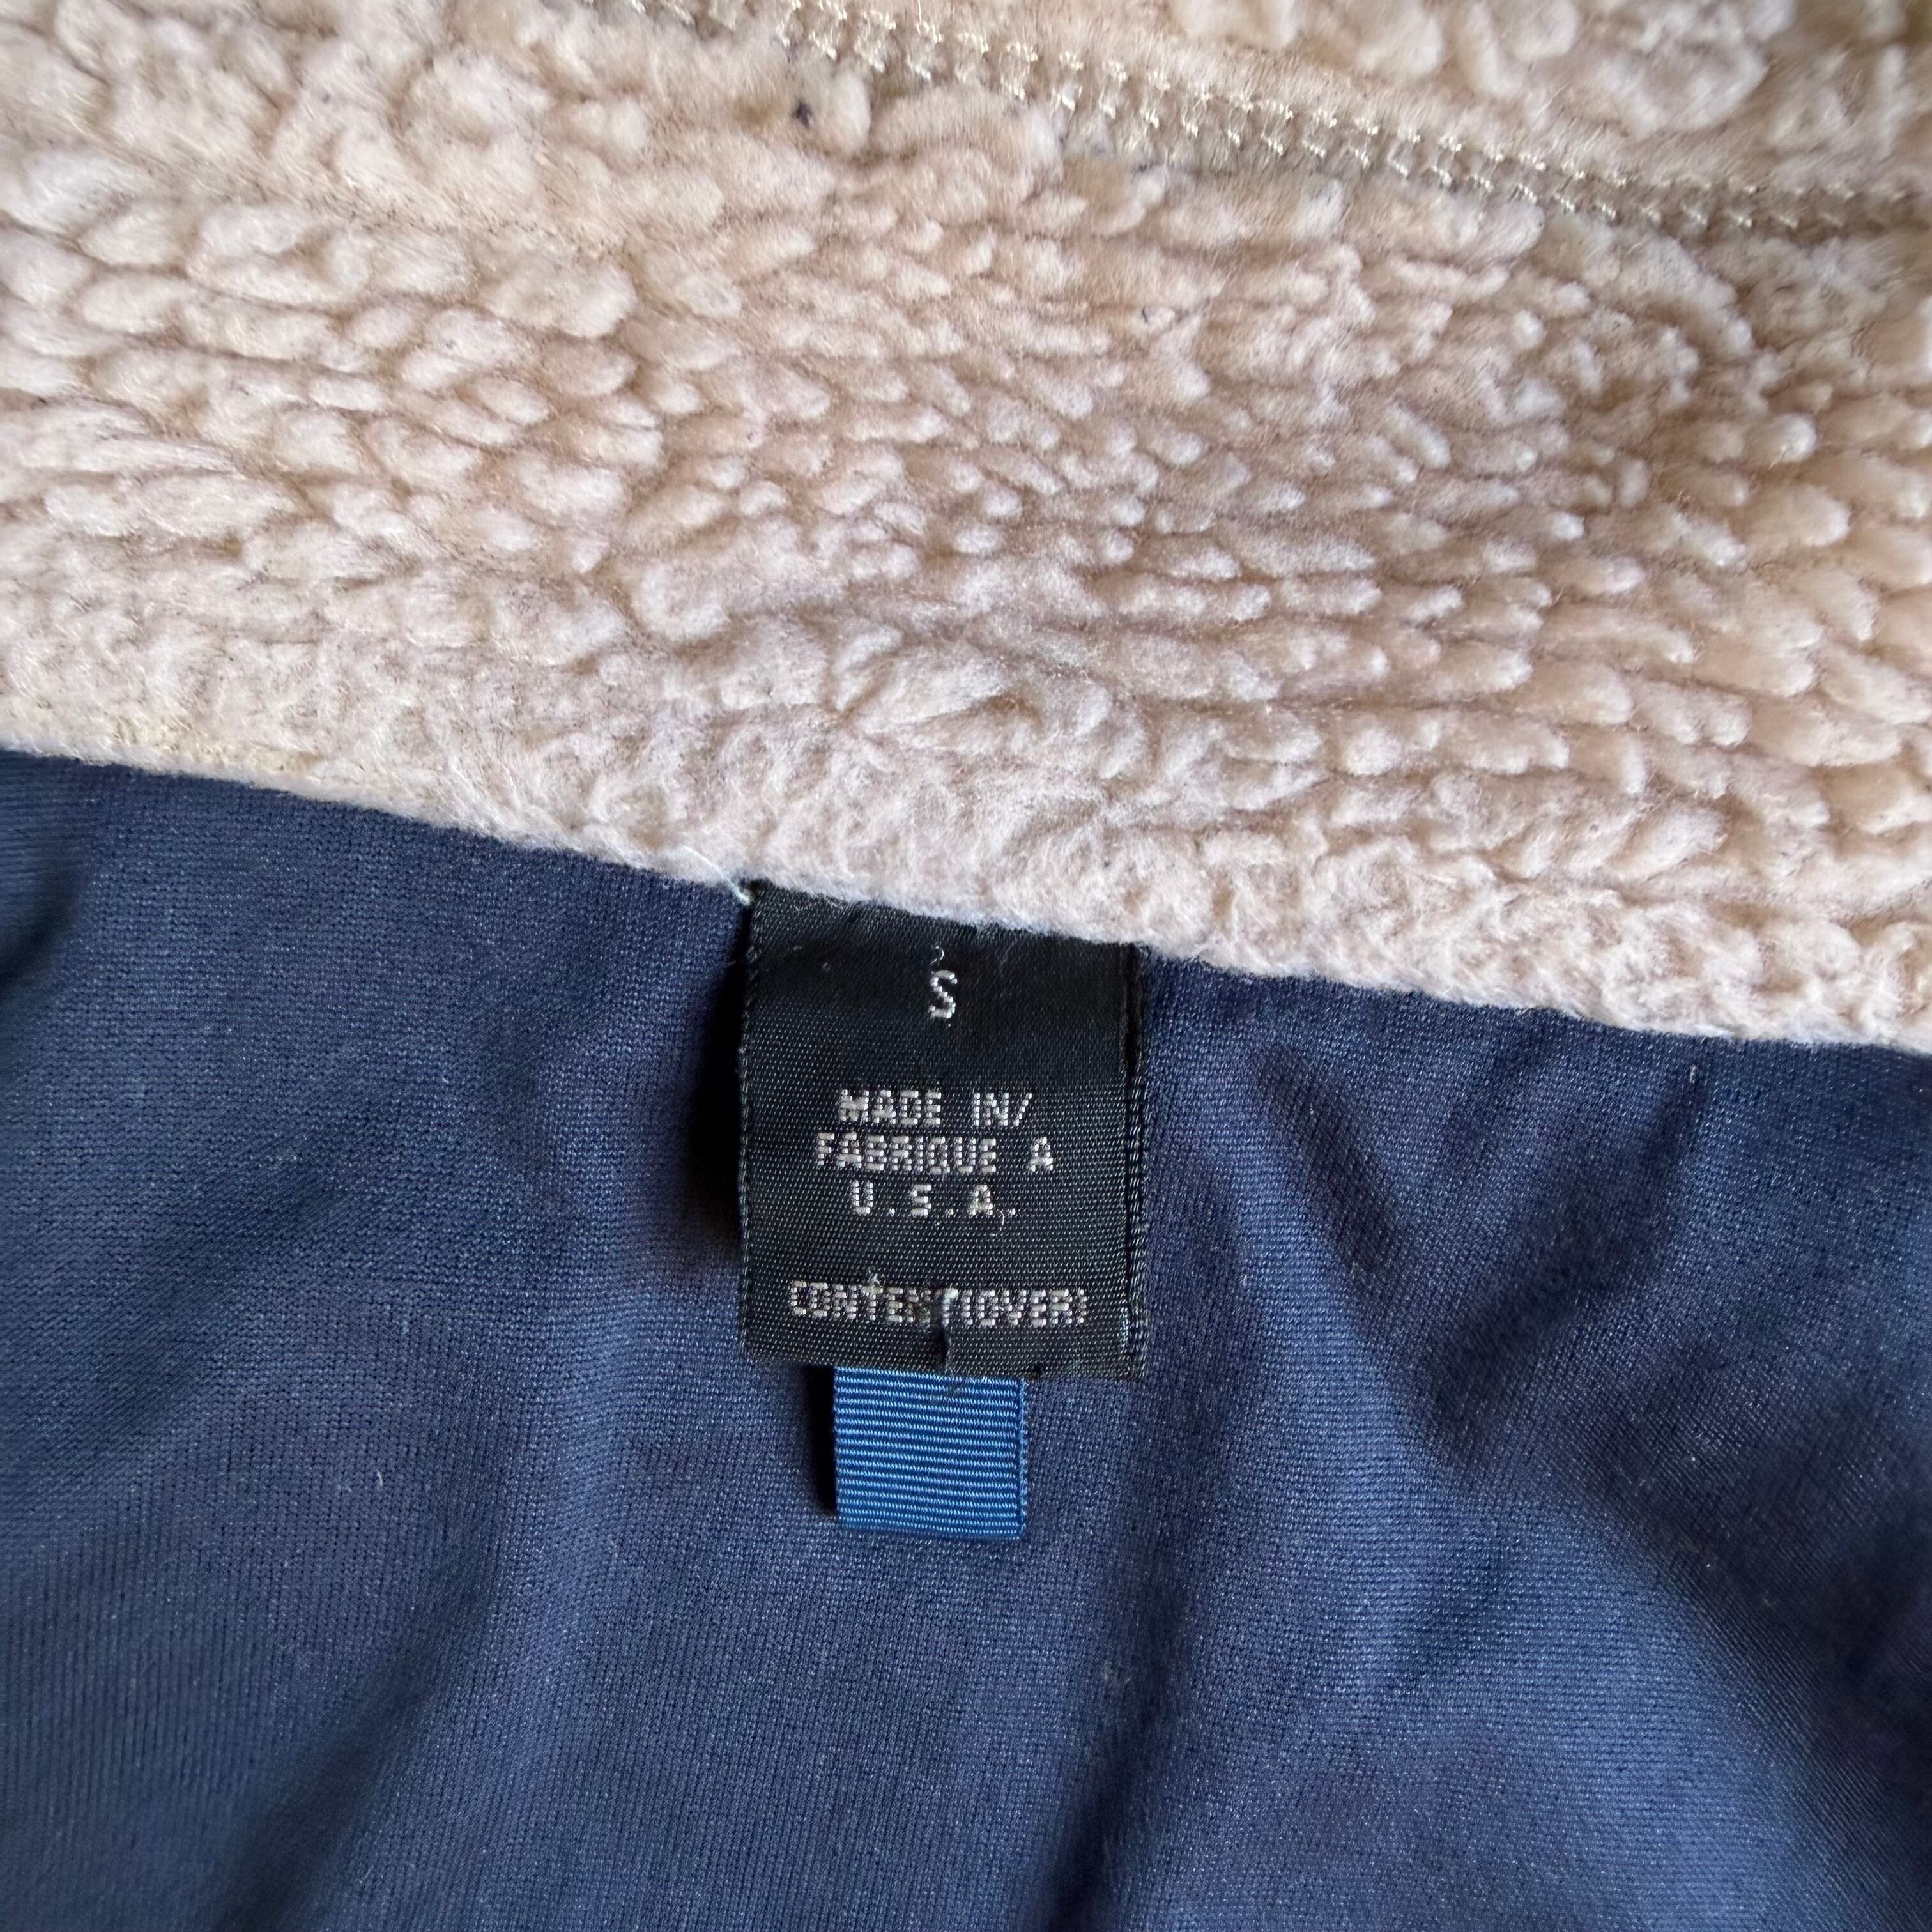 S
MADE IN/
FABRIQUE A
U.S.A.
CONTENT(OVER)